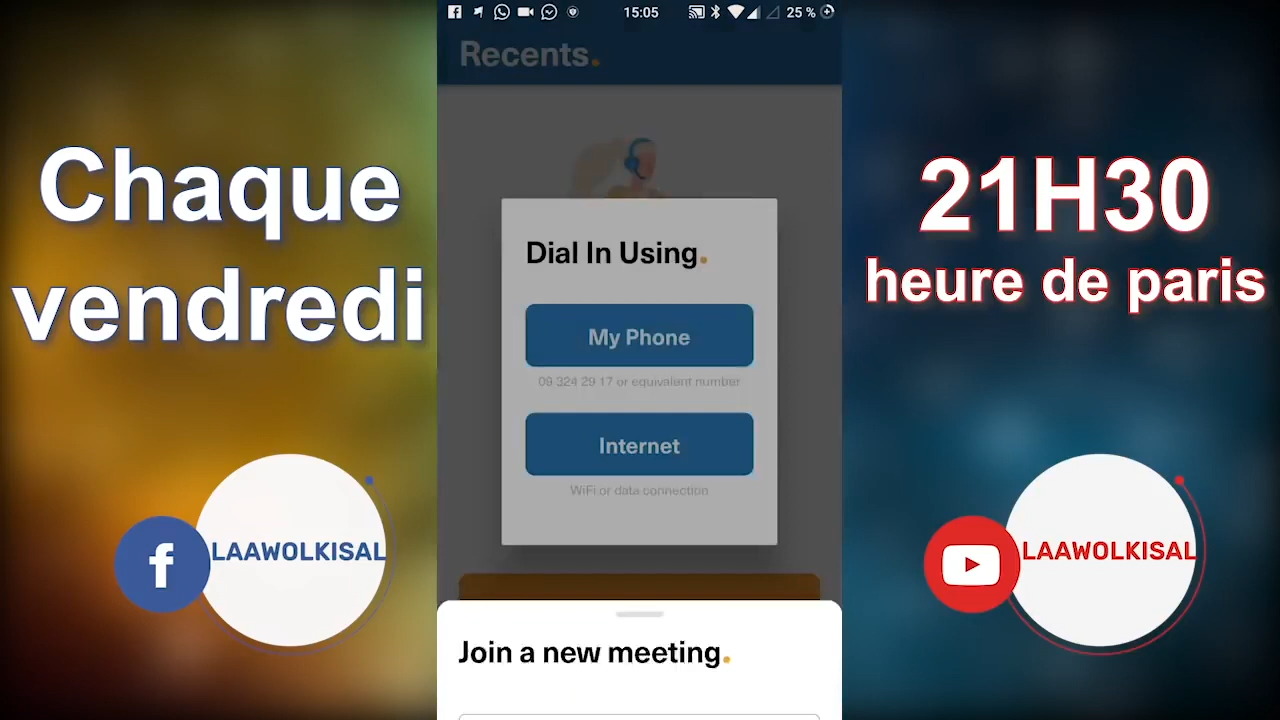 Chaque
vendredi
LAAWOLKISAL
15:05
25 %
Recents.
Dial In Using.
My Phone
09 324 29 17 or equivalent number
Internet
WiFi or data connection
Join a new meeting.
21H30
heure de paris
LAAWOLKISAL